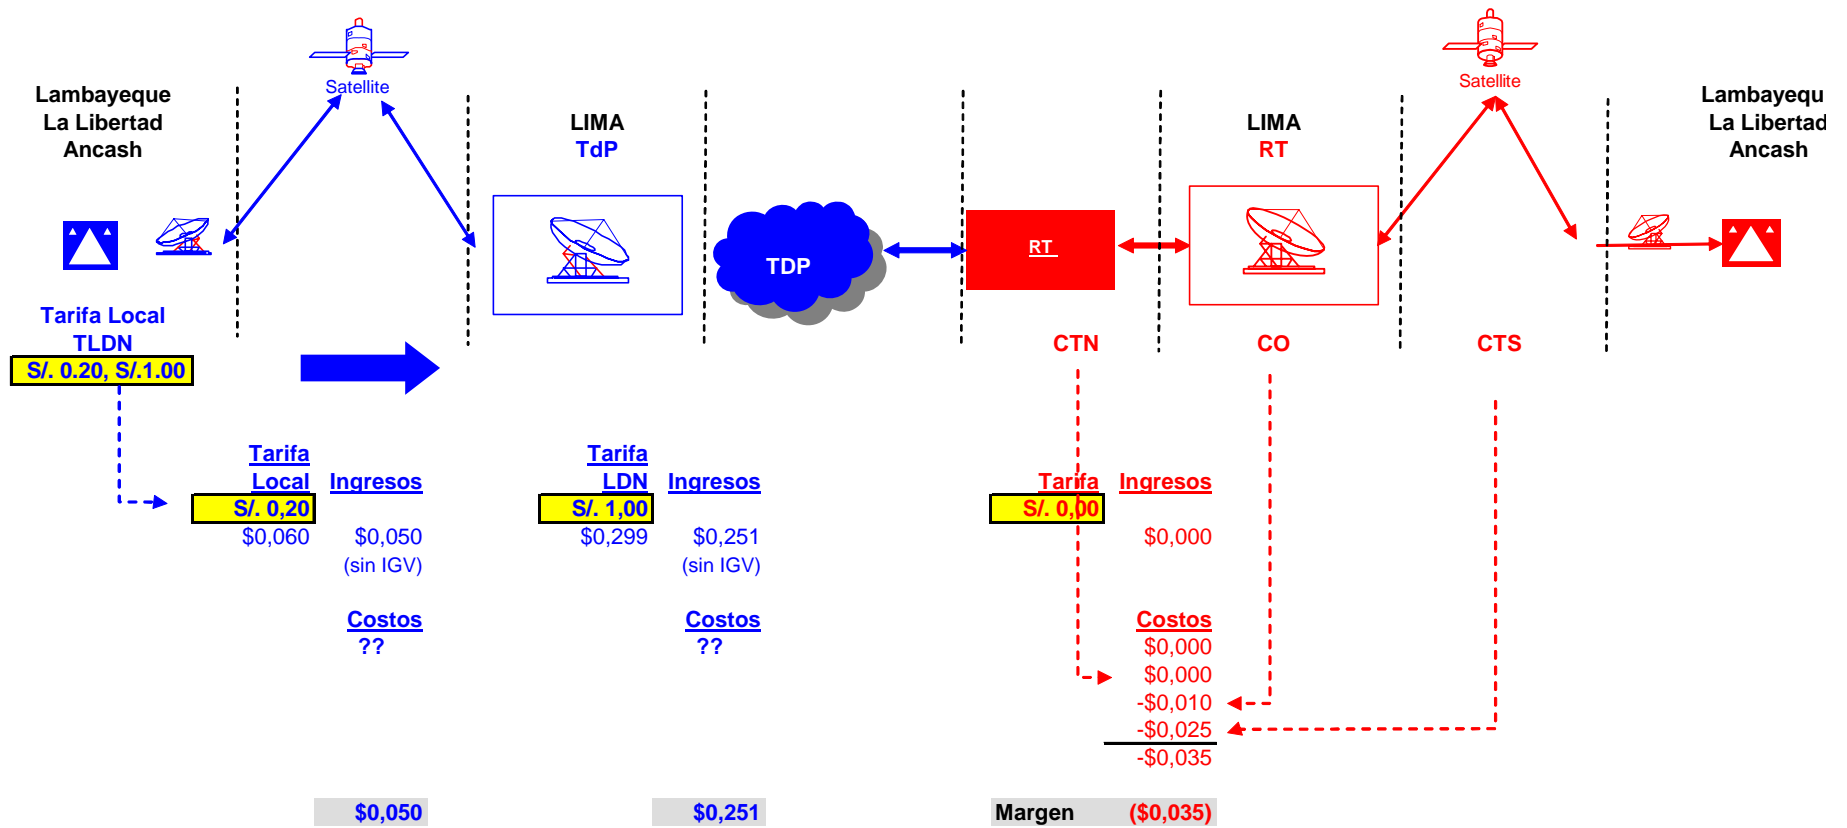 Satellite
Satellite
Lambayeque
La Libertad
Ancash
LIMA
TdP
LIMA
RT
Lambayequ
La Libertad
Ancash
TDP
RT
Tarifa Local
TLDN
S/. 0.20, S/.1.00
CTN
CO
CTS
Tarifa
Local Ingresos
S/. 0,20
$0,060 $0,050
(sin IGV)
Costos
??
$0,050
Tarifa
LDN Ingresos
S/. 1,00
$0,299 $0,251
(sin IGV)
Costos
??
$0,251
Tarifa Ingresos
S/. 0,00
$0,000
Costos
$0,000
$0,000
-$0,010
-$0,025
-$0,035
Margen ($0,035)